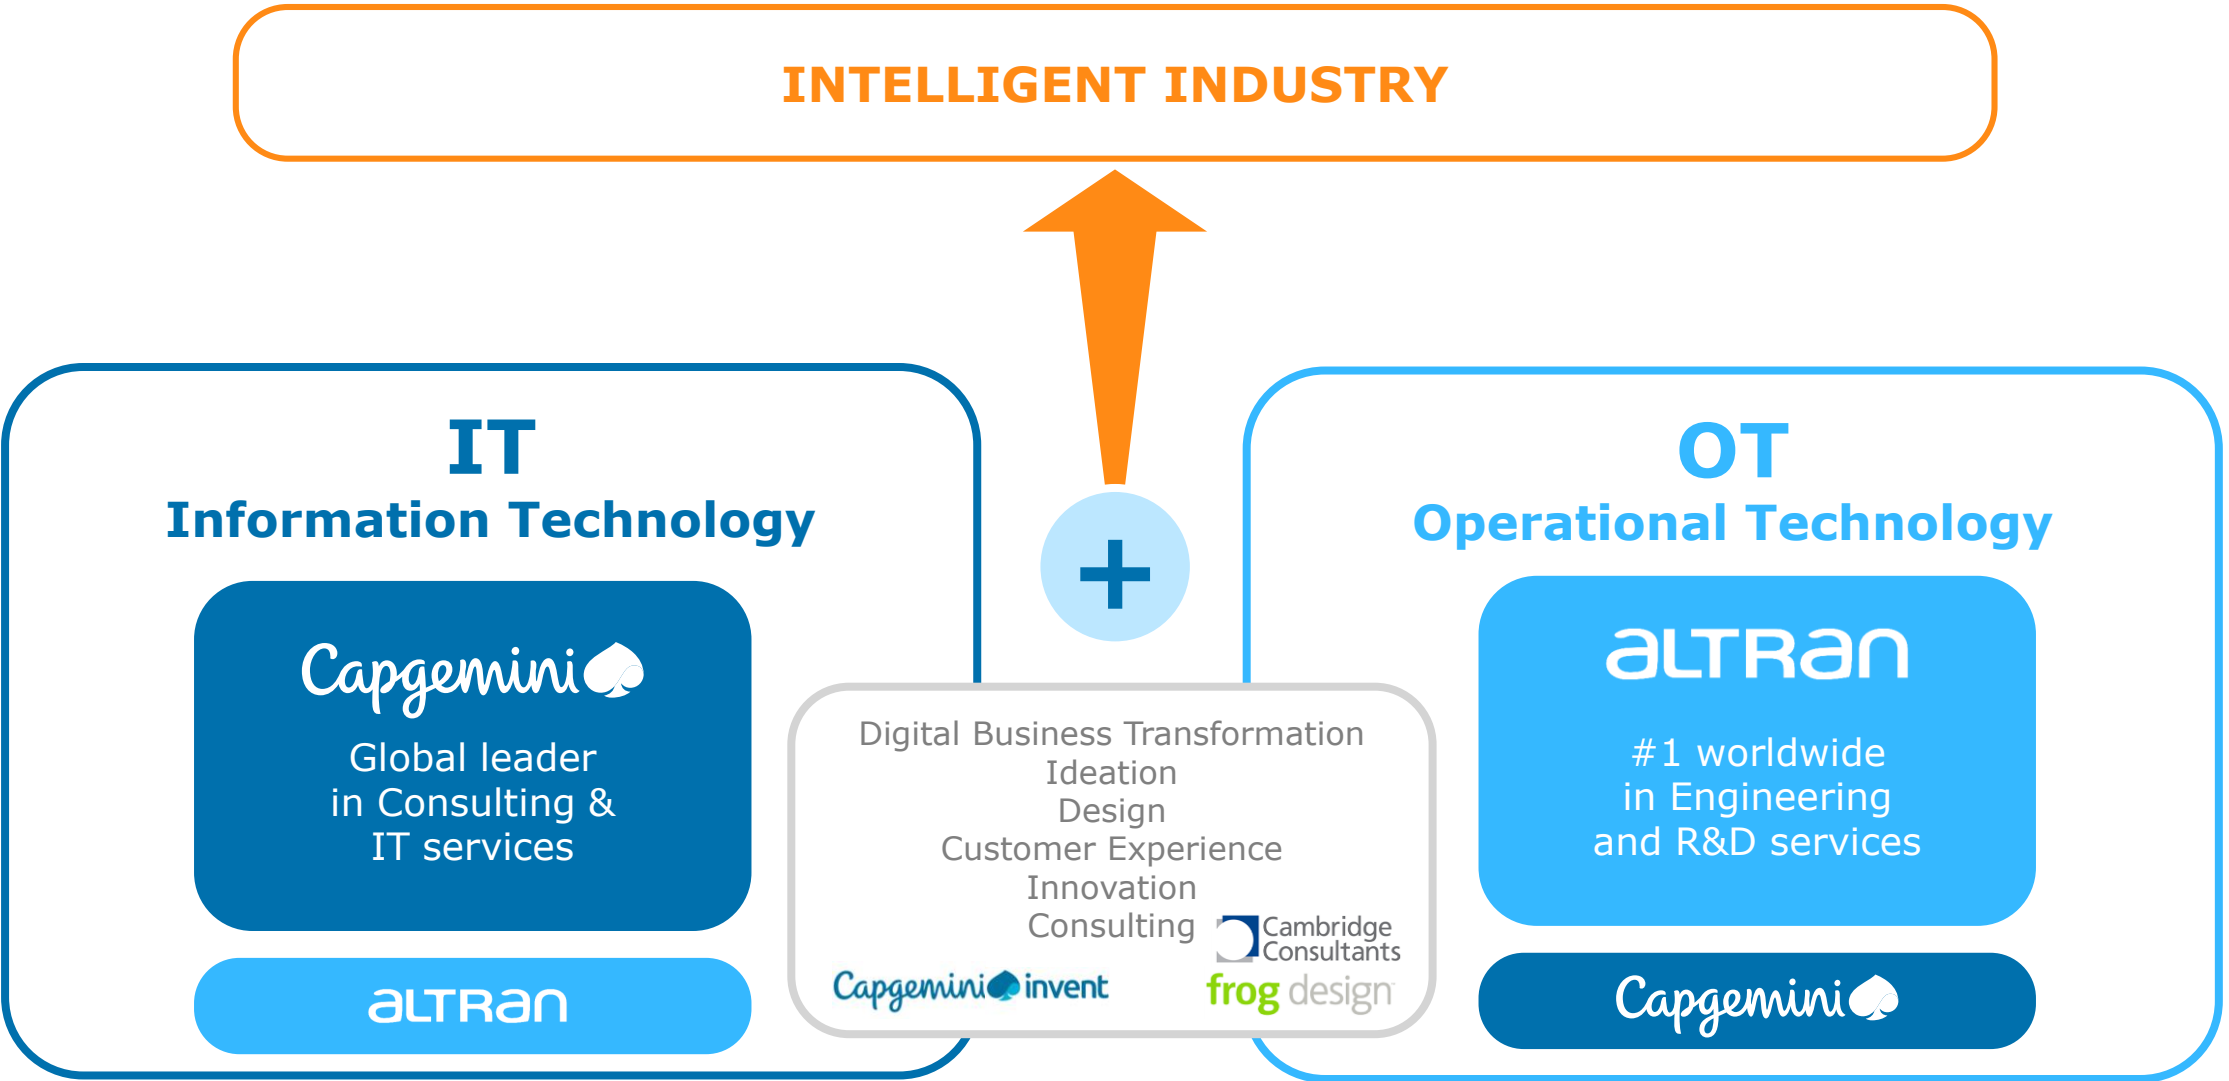 INTELLIGENT INDUSTRY
IT
Information Technology
Capgemini
Global leader
in Consulting &
IT services
aLTRan
+
Digital Business Transformation
Ideation
Design
Customer Experience
Innovation
Consulting
Cambridge
Consultants
Capgemini invent
frog design
OT
Operational Technology
aLTRan
#1 worldwide
in Engineering
and R&D services
Capgemini